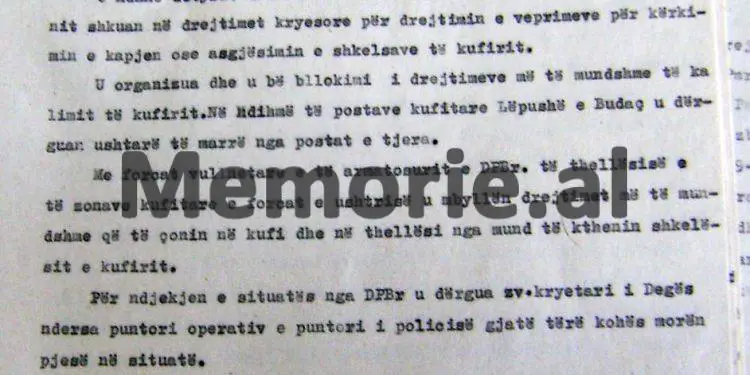 nit shkuan në drejtimet kryesore për drejtimin e veprimeve për kërki-
min e kapjen ose asgjësimin e shkelsave të kufirit.
U organizua dhe u bë bllokimi i drejtimeve më të mundshme të ka
limit të kufirit.Në ndihmë të postave kufitare Lëpushë e Budaç u dër-
guan ushtarë të marrë nga postat e tjera.
Me forcat vullnetare e të armatosurit e DPBr. të thellësisë e
Memorie.al
të zonave kufitare e forcat e ushtrisë u mbyllën drejtimet më të mun-
dshme që të çonin në kufi dhe në thellësi nga mund të kthenin shkelë-
sit e kufirit.
Për ndjekjen e situatës nga DPBr u dërgua zv.kryetari i Degës
ndersa puntori operativ e puntori i policisë gjatë tërë kohës morën
pjesë në situatë.